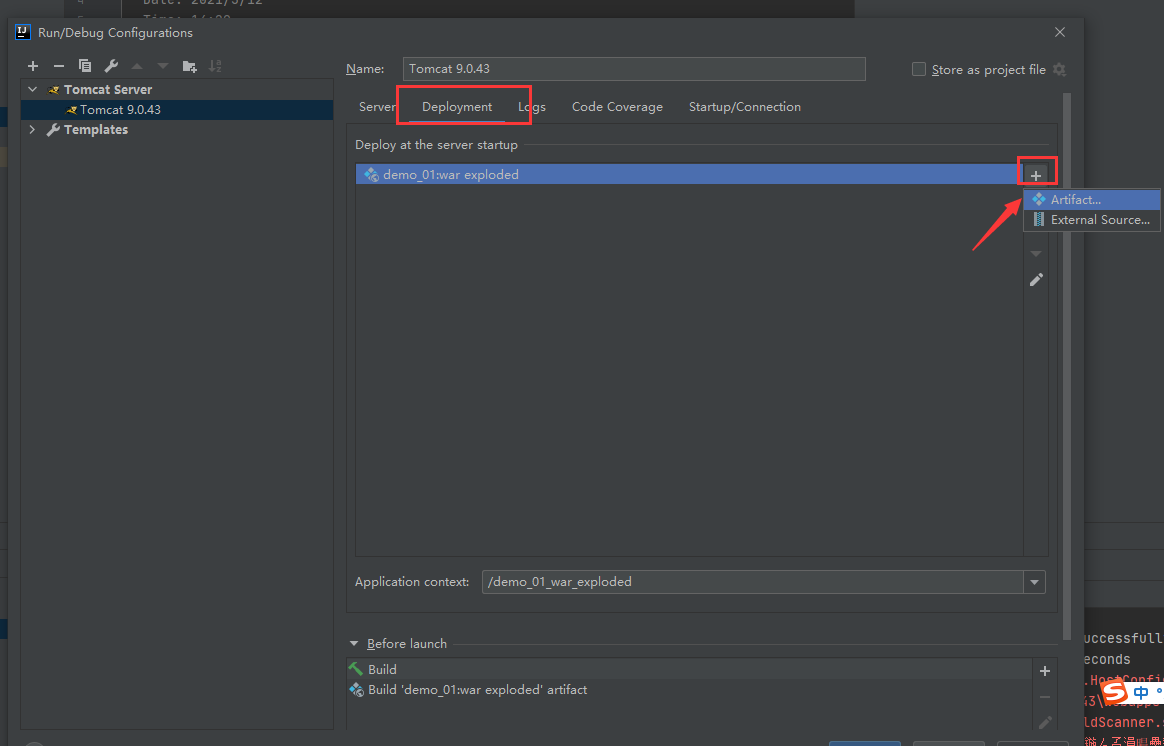 Date: 2021/3/12
Run/Debug Configurations
Name:
Tomcat 9.0.43
Store as project file
Tomcat Server
Tomcat 9.0.43
Templates
Server
Deployment
Logs
Code Coverage
Startup/Connection
Deploy at the server startup
demo_01:war exploded
Artifact...
External Source...
Application context:
/demo_01_war_exploded
Before launch
Build
Build 'demo_01:war exploded' artifact
uccessfully
econds
.HostConfig
ldScanner.s
中